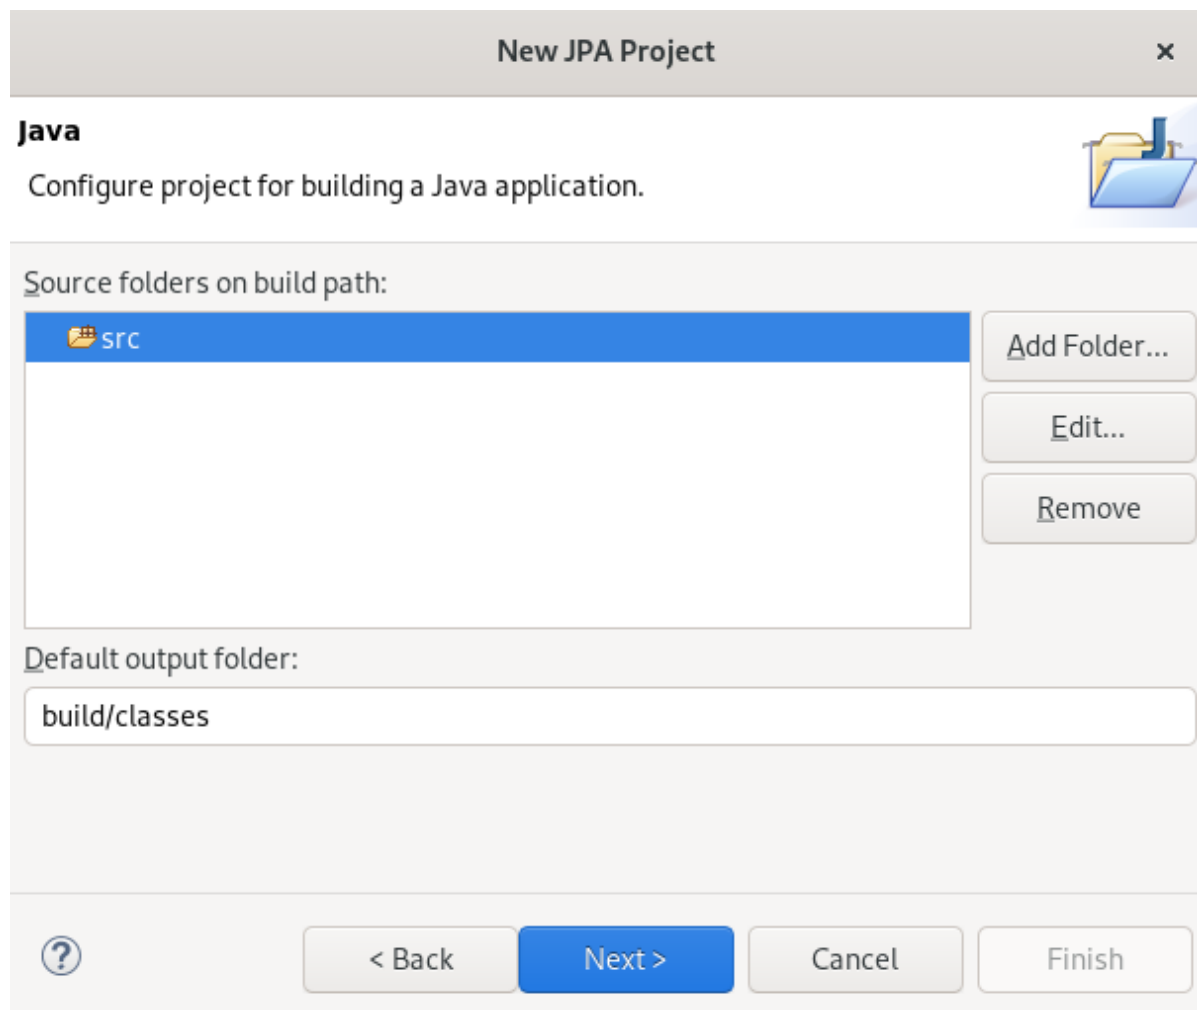 New JPA Project
Java
Configure project for building a Java application.
Source folders on build path:
src
Add Folder...
Edit...
Remove
Default output folder:
build/classes
< Back
Next >
Cancel
Finish